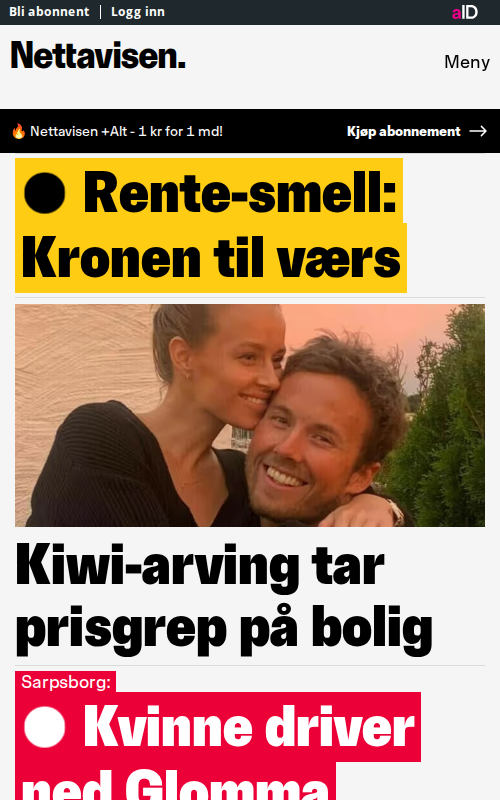 Bli abonnent Logg inn aID
Nettavisen.
Meny
🔥 Nettavisen +Alt - 1 kr for 1 md! Kjøp abonnement →
Rente-smell:
Kronen til værs
Kiwi-arving tar
prisgrep på bolig
Sarpsborg:
Kvinne driver
ned Glomma